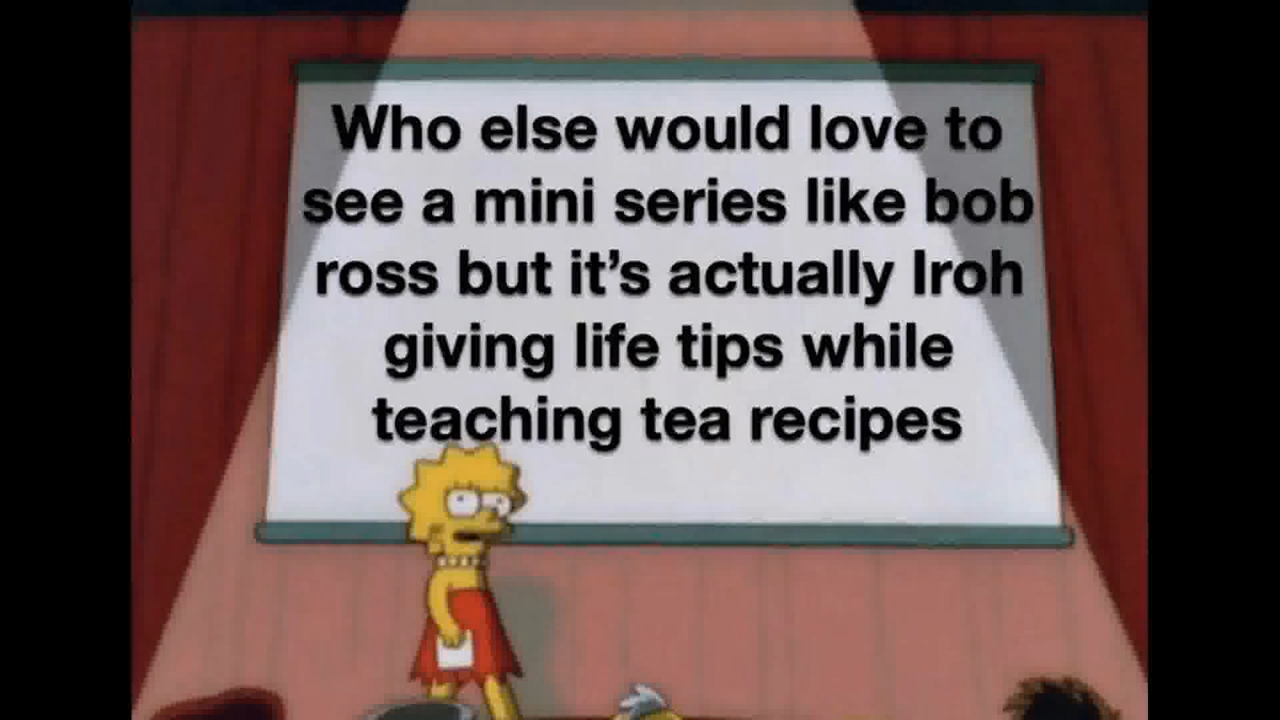 Who else would love to
see a mini series like bob
ross but it’s actually Iroh
giving life tips while
teaching tea recipes